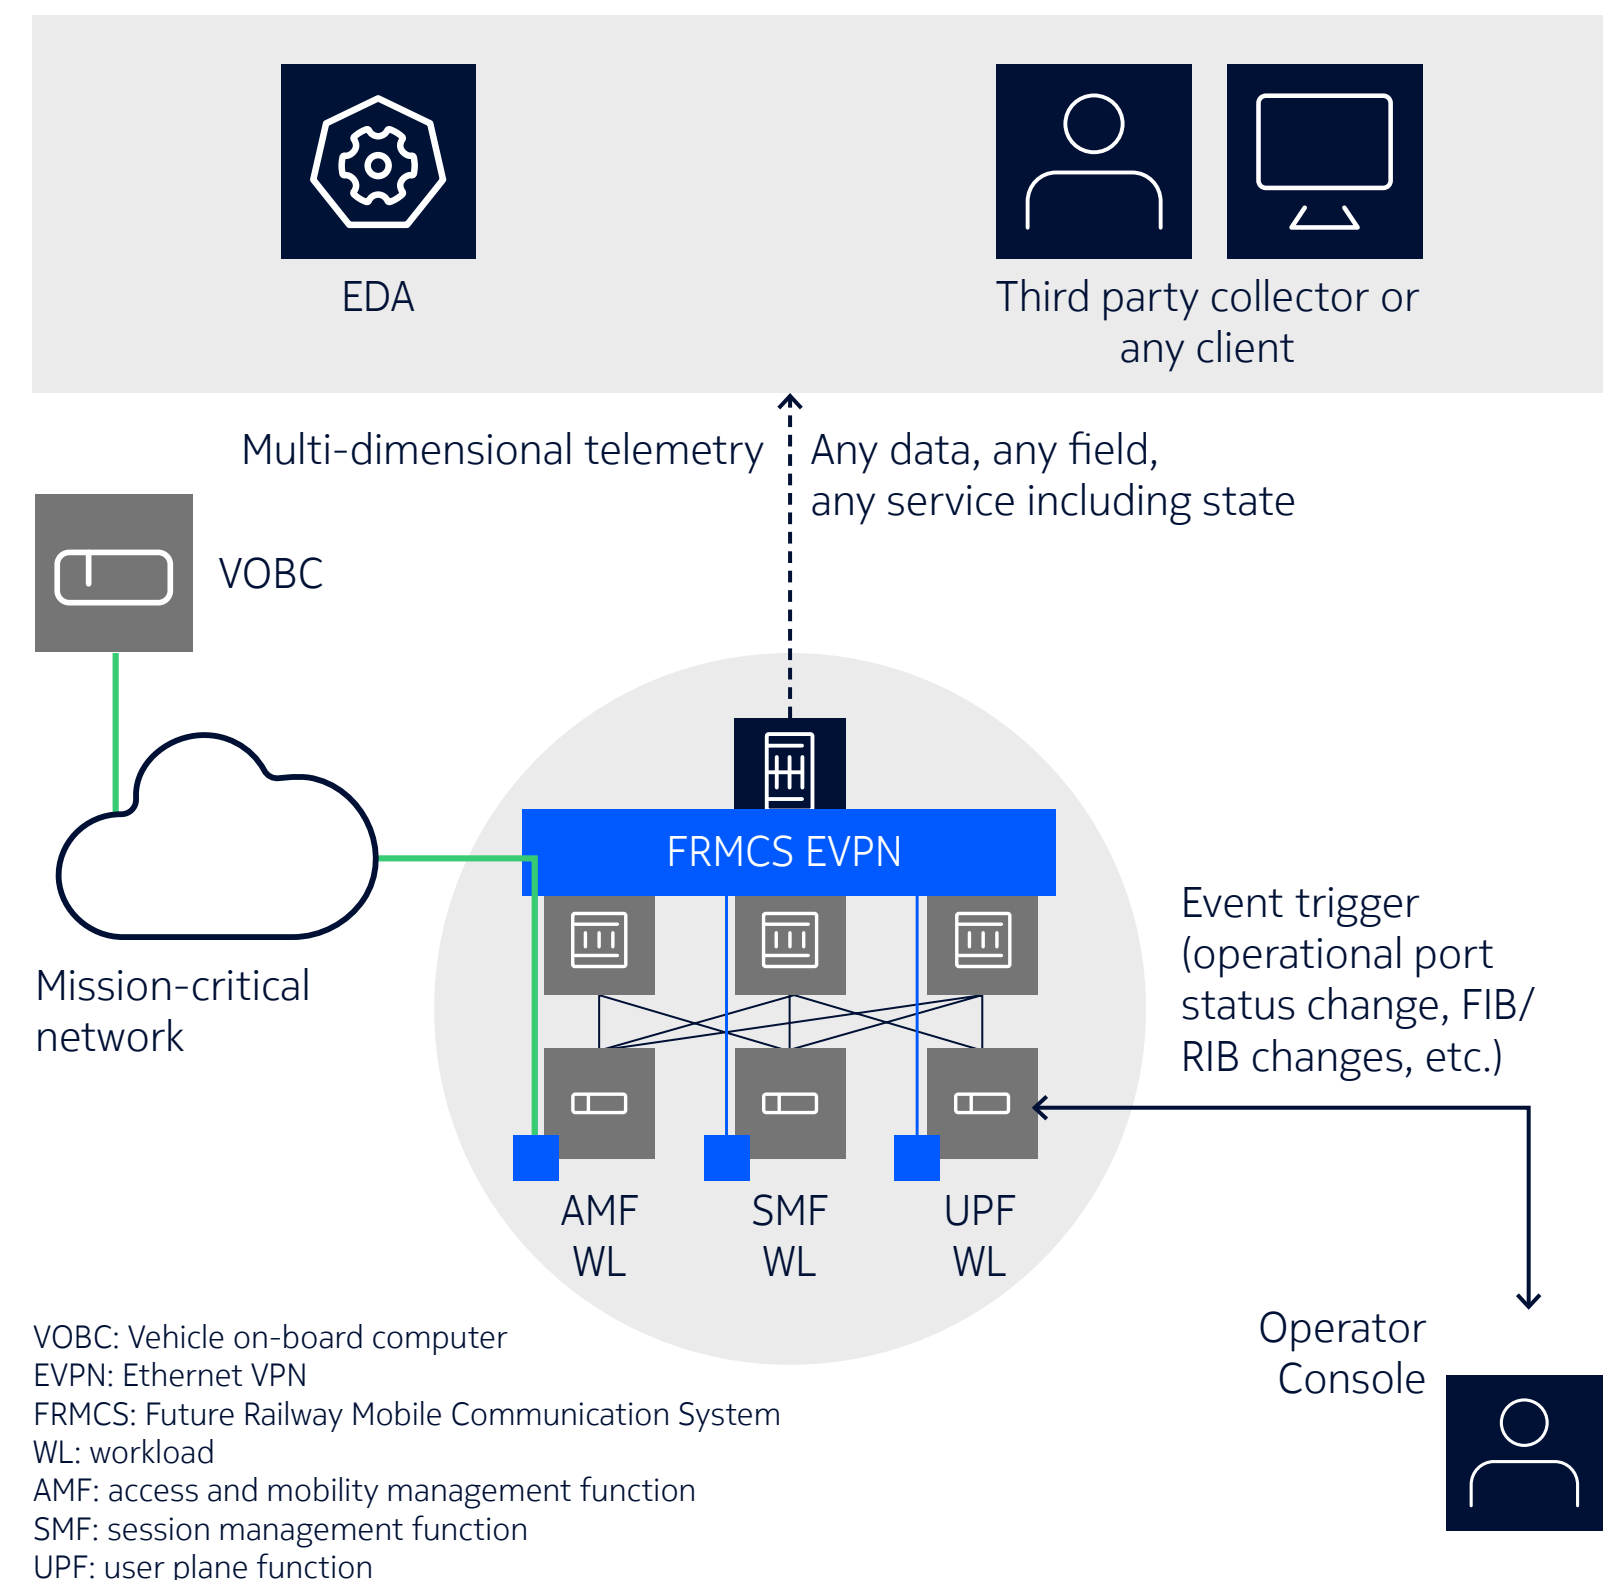 EDA
Third party collector or
any client
Multi-dimensional telemetry
Any data, any field,
any service including state
VOBC
FRMCS EVPN
Mission-critical
network
Event trigger
(operational port
status change, FIB/
RIB changes, etc.)
AMF
WL
SMF
WL
UPF
WL
Operator
Console
VOBC: Vehicle on-board computer
EVPN: Ethernet VPN
FRMCS: Future Railway Mobile Communication System
WL: workload
AMF: access and mobility management function
SMF: session management function
UPF: user plane function